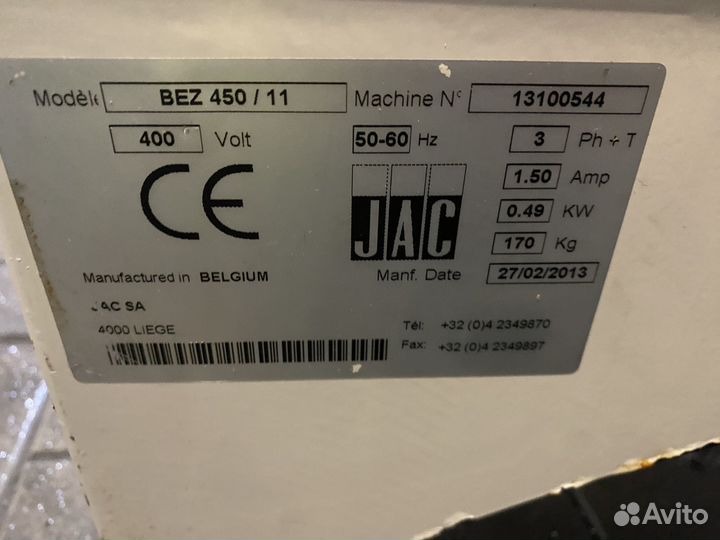 Modèle BEZ 450 / 11 Machine N° 13100544
400 Volt 50-60 Hz 3 Ph + T
1.50 Amp
CE JAC 0.49 KW
170 Kg
Manufactured in BELGIUM Manf. Date 27/02/2013
JAC SA
4000 LIEGE Tél: +32 (0)4 2349870
Fax: +32 (0)4 2349897
Avito